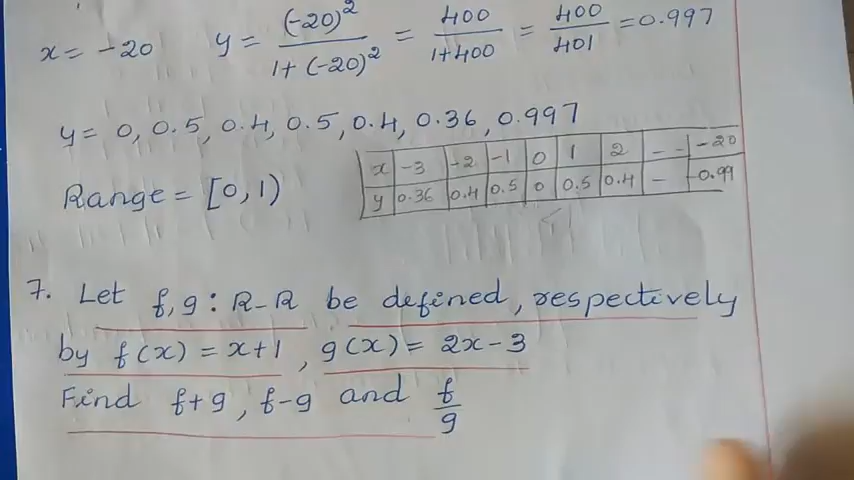 x = -20 y = (-20)² / 1 + (-20)² = 400 / 1+400 = 400 / 401 = 0.997
y = 0, 0.5, 0.4, 0.5, 0.4, 0.36, 0.997
x -3 -2 -1 0 1 2 -- -20
y 0.36 0.4 0.5 0 0.5 0.4 - 0.99
Range = [0, 1)
7. Let f, g : R-R be defined, respectively
by f(x) = x+1, g(x) = 2x-3
Find f+g, f-g and f/g